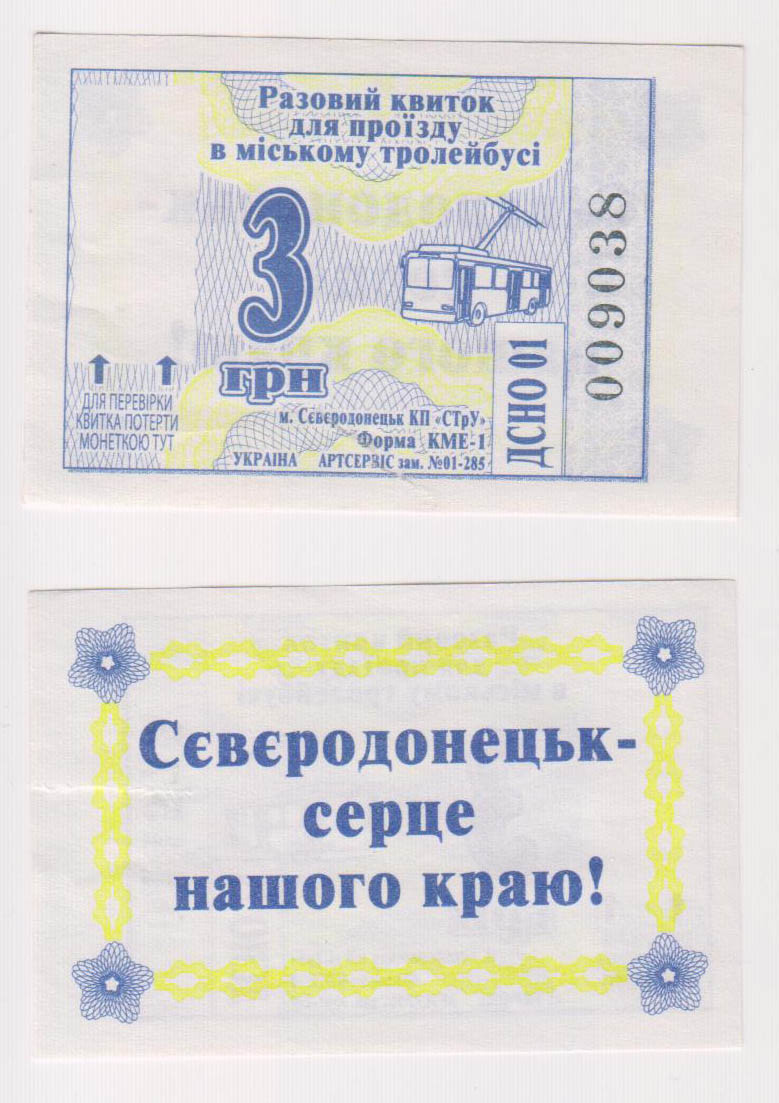 Разовий квиток
для проїзду
в міському тролейбусі
3
грн
ДЛЯ ПЕРЕВІРКИ
КВИТКА ПОТЕРТИ
МОНЕТКОЮ ТУТ
м. Сєвєродонецьк КП «СТрУ»
Форма КМЕ-1
УКРАЇНА АРТСЕРВІС зам. №01-285
ДСНО 01
009038
Сєвєродонецьк-
серце
нашого краю!